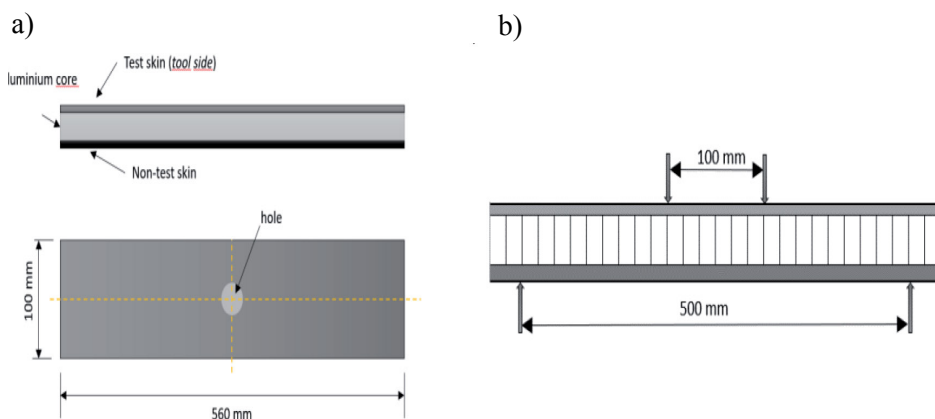 a)
b)
Test skin (tool side)
luminium core
Non-test skin
hole
100 mm
560 mm
100 mm
500 mm